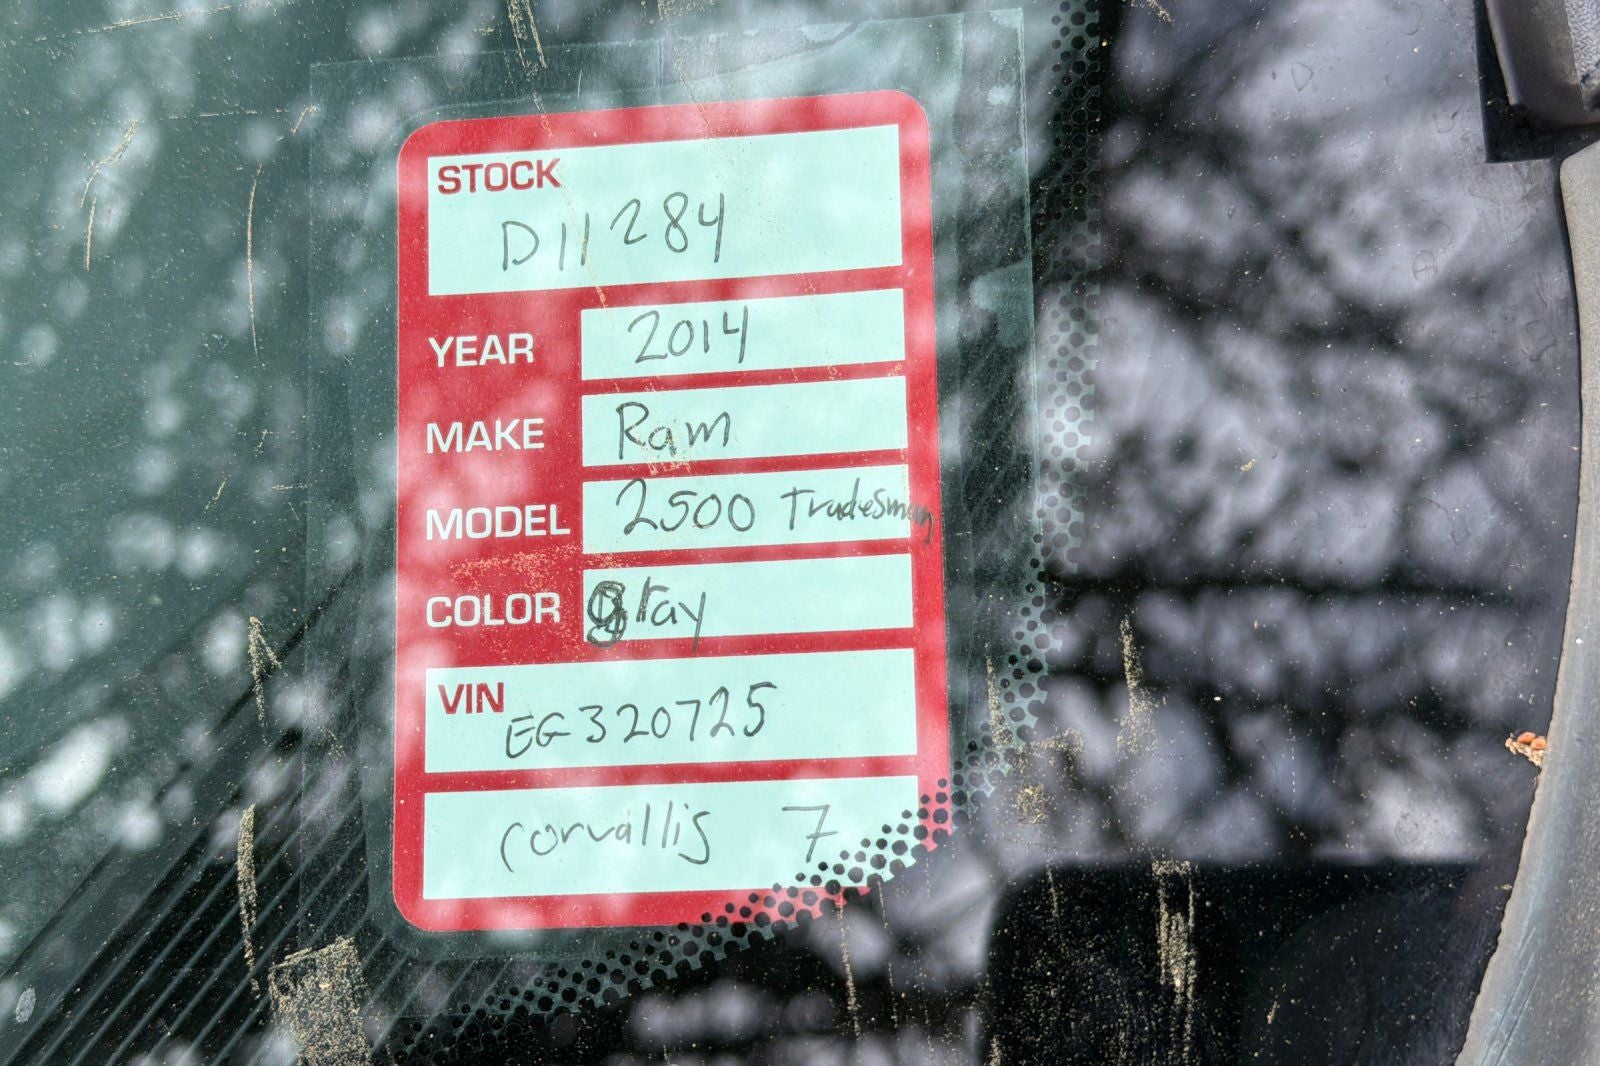 STOCK
D11284
YEAR 2014
MAKE Ram
MODEL 2500 Tradesman
COLOR gray
VIN EG320725
corvallis 7